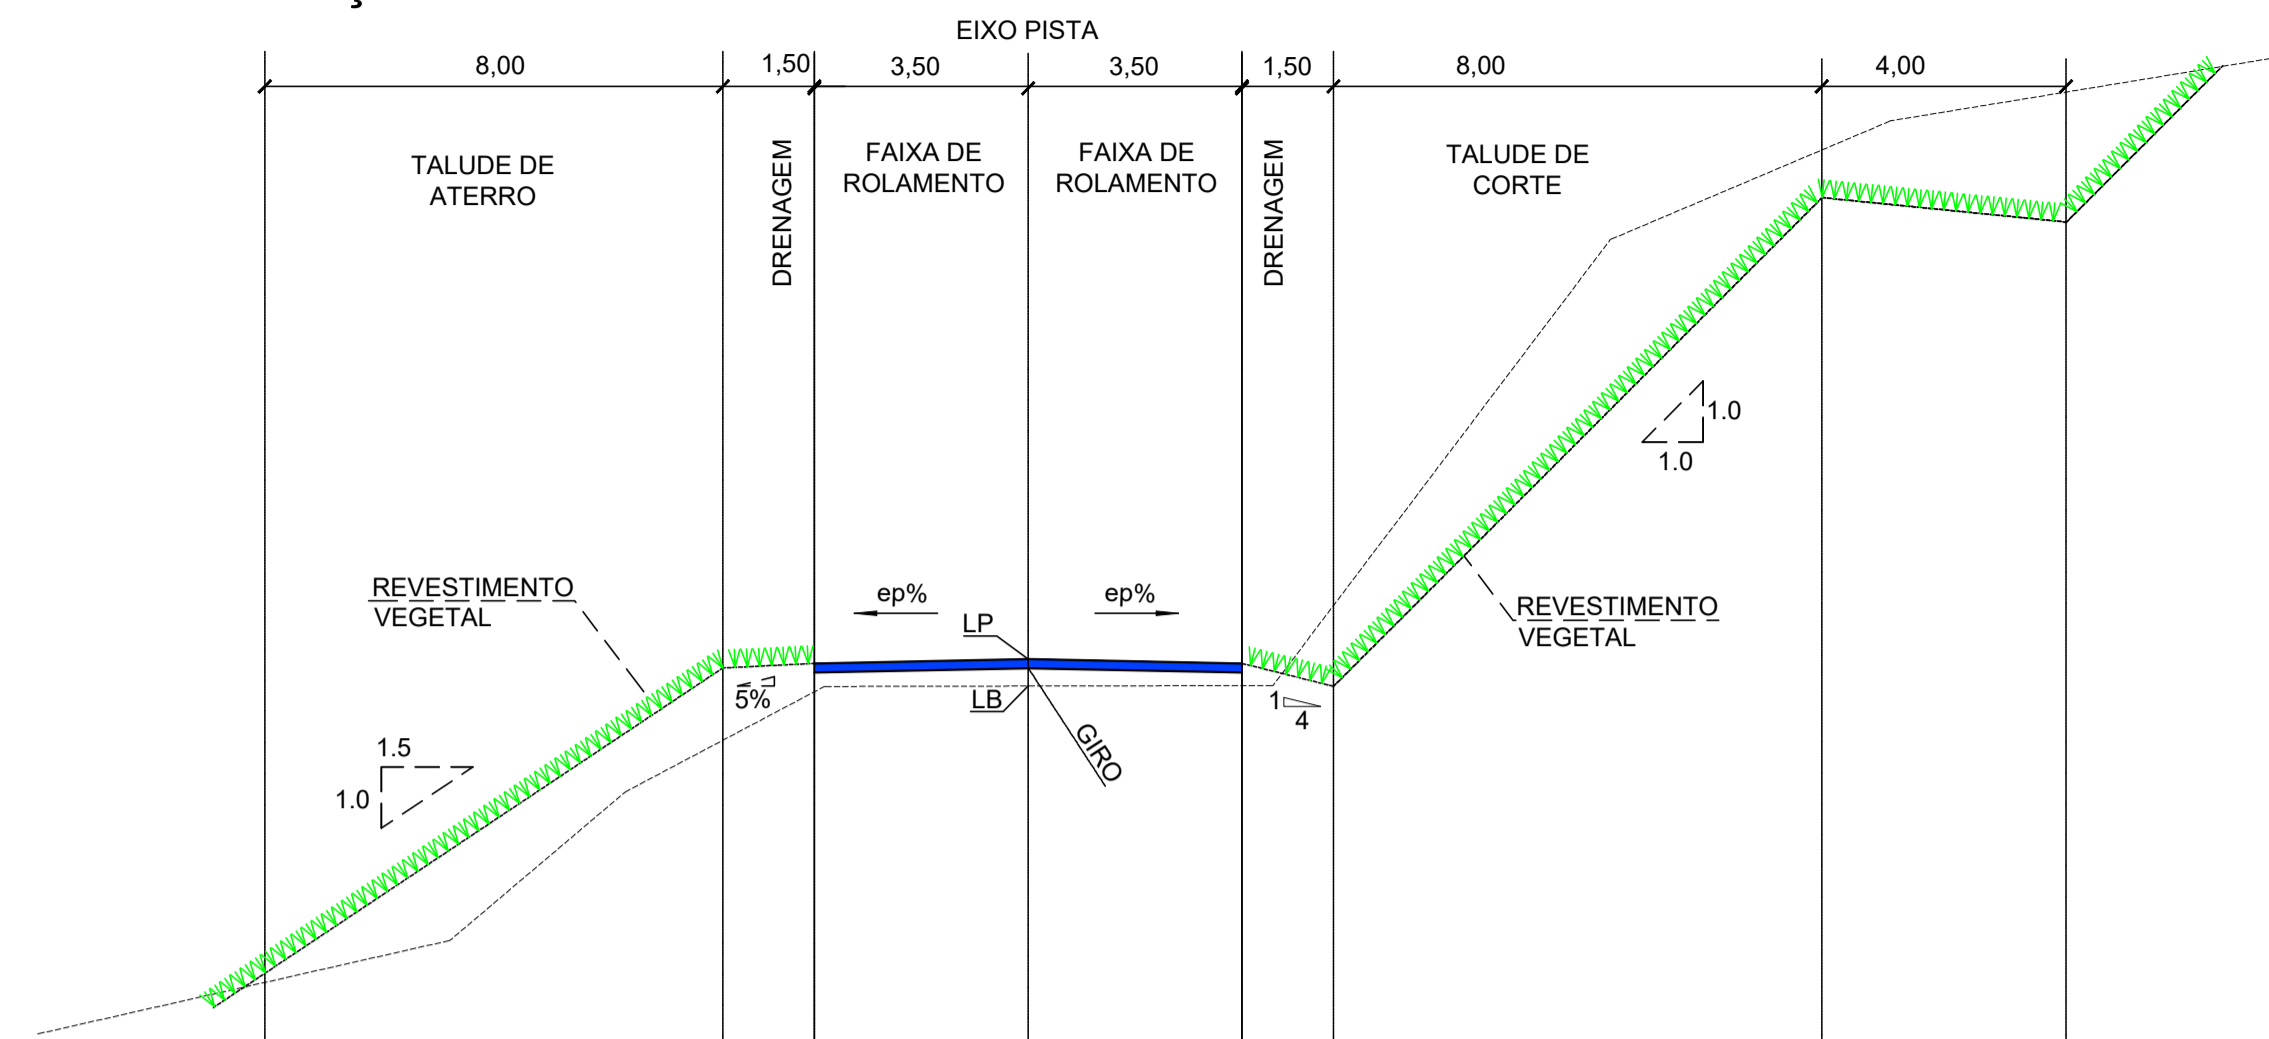 EIXO PISTA
8,00
1,50
3,50
3,50
1,50
8,00
4,00
TALUDE DE
ATERRO
DRENAGEM
FAIXA DE
ROLAMENTO
FAIXA DE
ROLAMENTO
DRENAGEM
TALUDE DE
CORTE
1.0
1.0
REVESTIMENTO
VEGETAL
ep%
ep%
LP
REVESTIMENTO
VEGETAL
5%
LB
1
4
GIRO
1.5
1.0